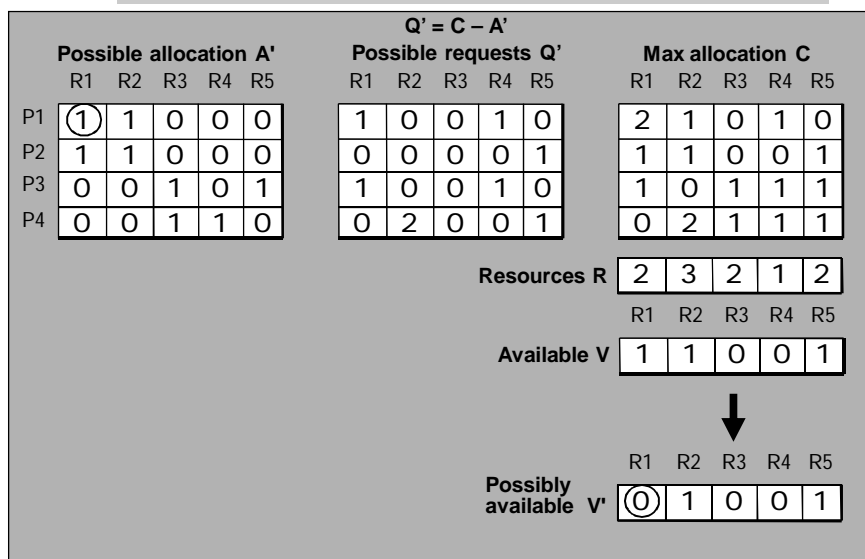 Q' = C – A'
Possible allocation A' Possible requests Q' Max allocation C
R1 R2 R3 R4 R5 R1 R2 R3 R4 R5 R1 R2 R3 R4 R5
P1 1 1 0 0 0 1 0 0 1 0 2 1 0 1 0
P2 1 1 0 0 0 0 0 0 0 1 1 1 0 0 1
P3 0 0 1 0 1 1 0 0 1 0 1 0 1 1 1
P4 0 0 1 1 0 0 2 0 0 1 0 2 1 1 1
Resources R 2 3 2 1 2
R1 R2 R3 R4 R5
Available V 1 1 0 0 1
R1 R2 R3 R4 R5
Possibly
available V' 0 1 0 0 1